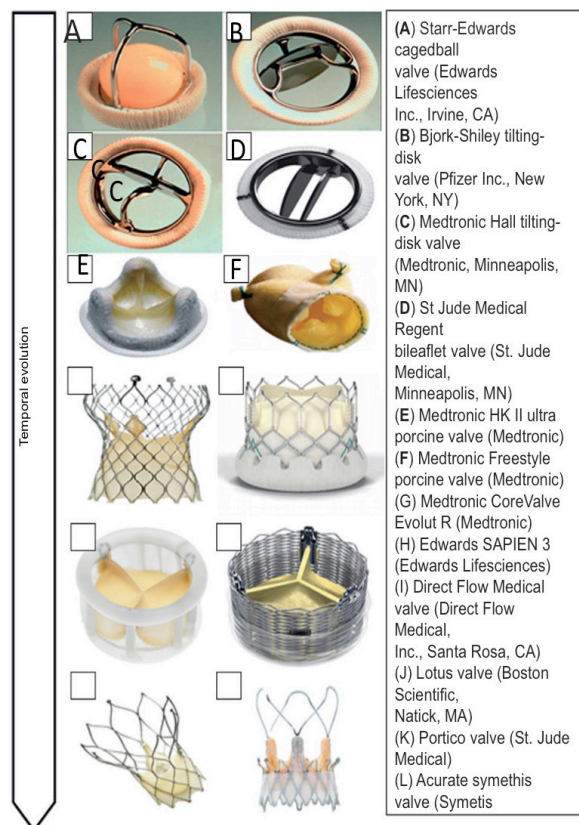 A
B
C
C
C
D
E
F
Temporal evolution
(A) Starr-Edwards
cagedball
valve (Edwards
Lifesciences
Inc., Irvine, CA)
(B) Bjork-Shiley tilting-
disk
valve (Pfizer Inc., New
York, NY)
(C) Medtronic Hall tilting-
disk valve
(Medtronic, Minneapolis,
MN)
(D) St Jude Medical
Regent
bileaflet valve (St. Jude
Medical,
Minneapolis, MN)
(E) Medtronic HK II ultra
porcine valve (Medtronic)
(F) Medtronic Freestyle
porcine valve (Medtronic)
(G) Medtronic CoreValve
Evolut R (Medtronic)
(H) Edwards SAPIEN 3
(Edwards Lifesciences)
(I) Direct Flow Medical
valve (Direct Flow
Medical,
Inc., Santa Rosa, CA)
(J) Lotus valve (Boston
Scientific,
Natick, MA)
(K) Portico valve (St. Jude
Medical)
(L) Acurate symethis
valve (Symetis